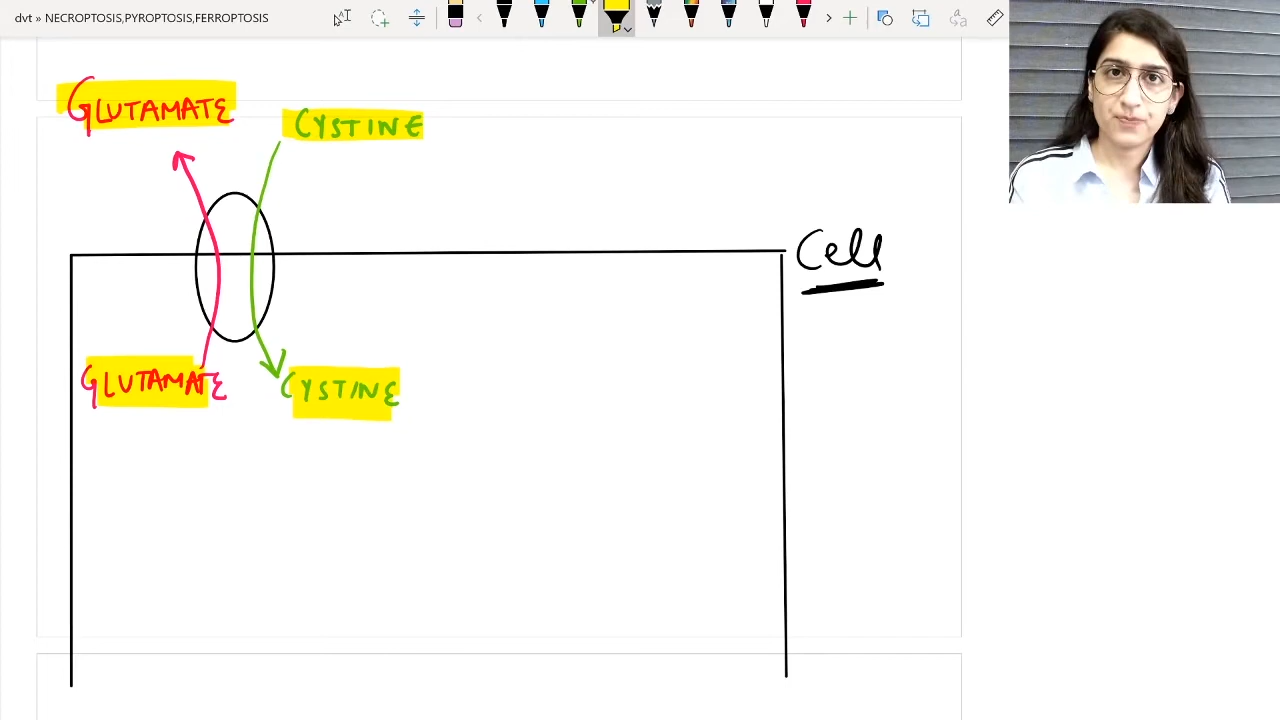 dvt » NECROPTOSIS,PYROPTOSIS,FERROPTOSIS
GLUTAMATE
CYSTINE
Cell
GLUTAMATE
CYSTINE